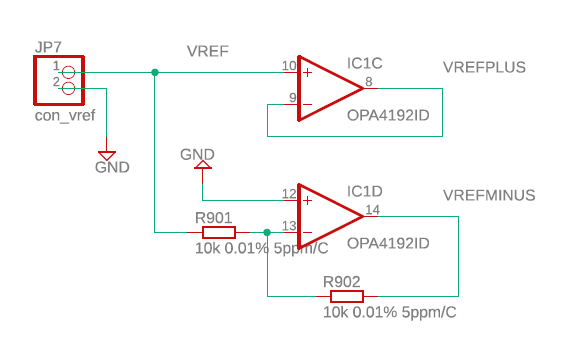 JP7
VREF
1
2
con_vref
GND
10
9
+
-
IC1C
8
VREFPLUS
OPA4192ID
GND
12
13
+
-
IC1D
14
VREFMINUS
OPA4192ID
R901
10k 0.01% 5ppm/C
R902
10k 0.01% 5ppm/C